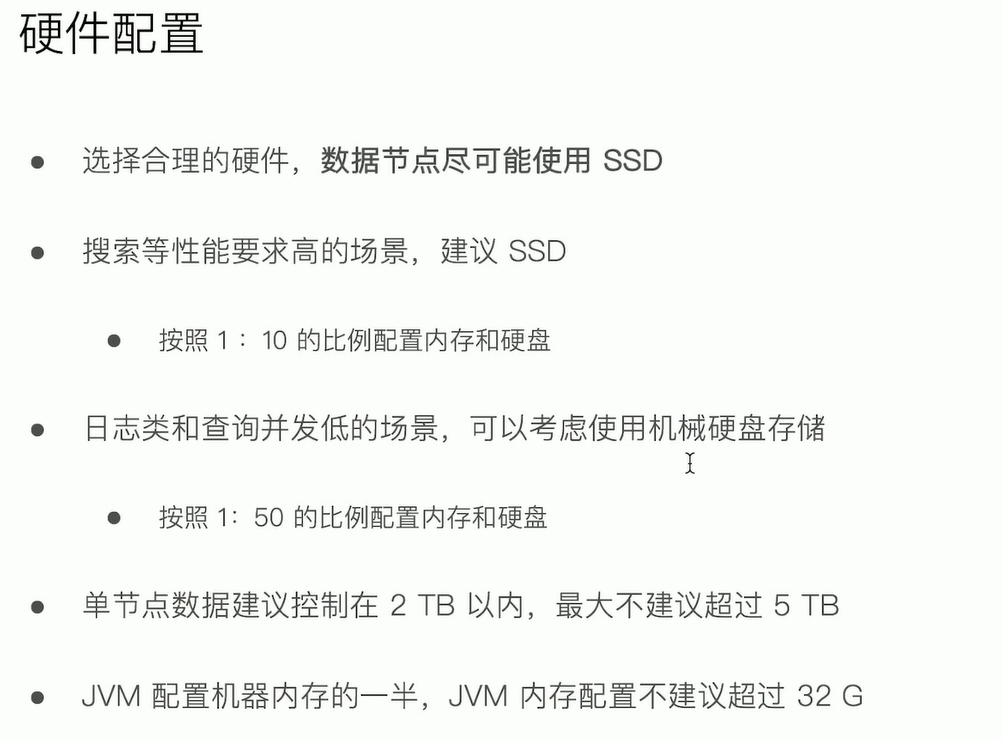 硬件配置
● 选择合理的硬件，数据节点尽可能使用 SSD
● 搜索等性能要求高的场景，建议 SSD
● 按照 1 ：10 的比例配置内存和硬盘
● 日志类和查询并发低的场景，可以考虑使用机械硬盘存储
● 按照 1：50 的比例配置内存和硬盘
● 单节点数据建议控制在 2 TB 以内，最大不建议超过 5 TB
● JVM 配置机器内存的一半，JVM 内存配置不建议超过 32 G